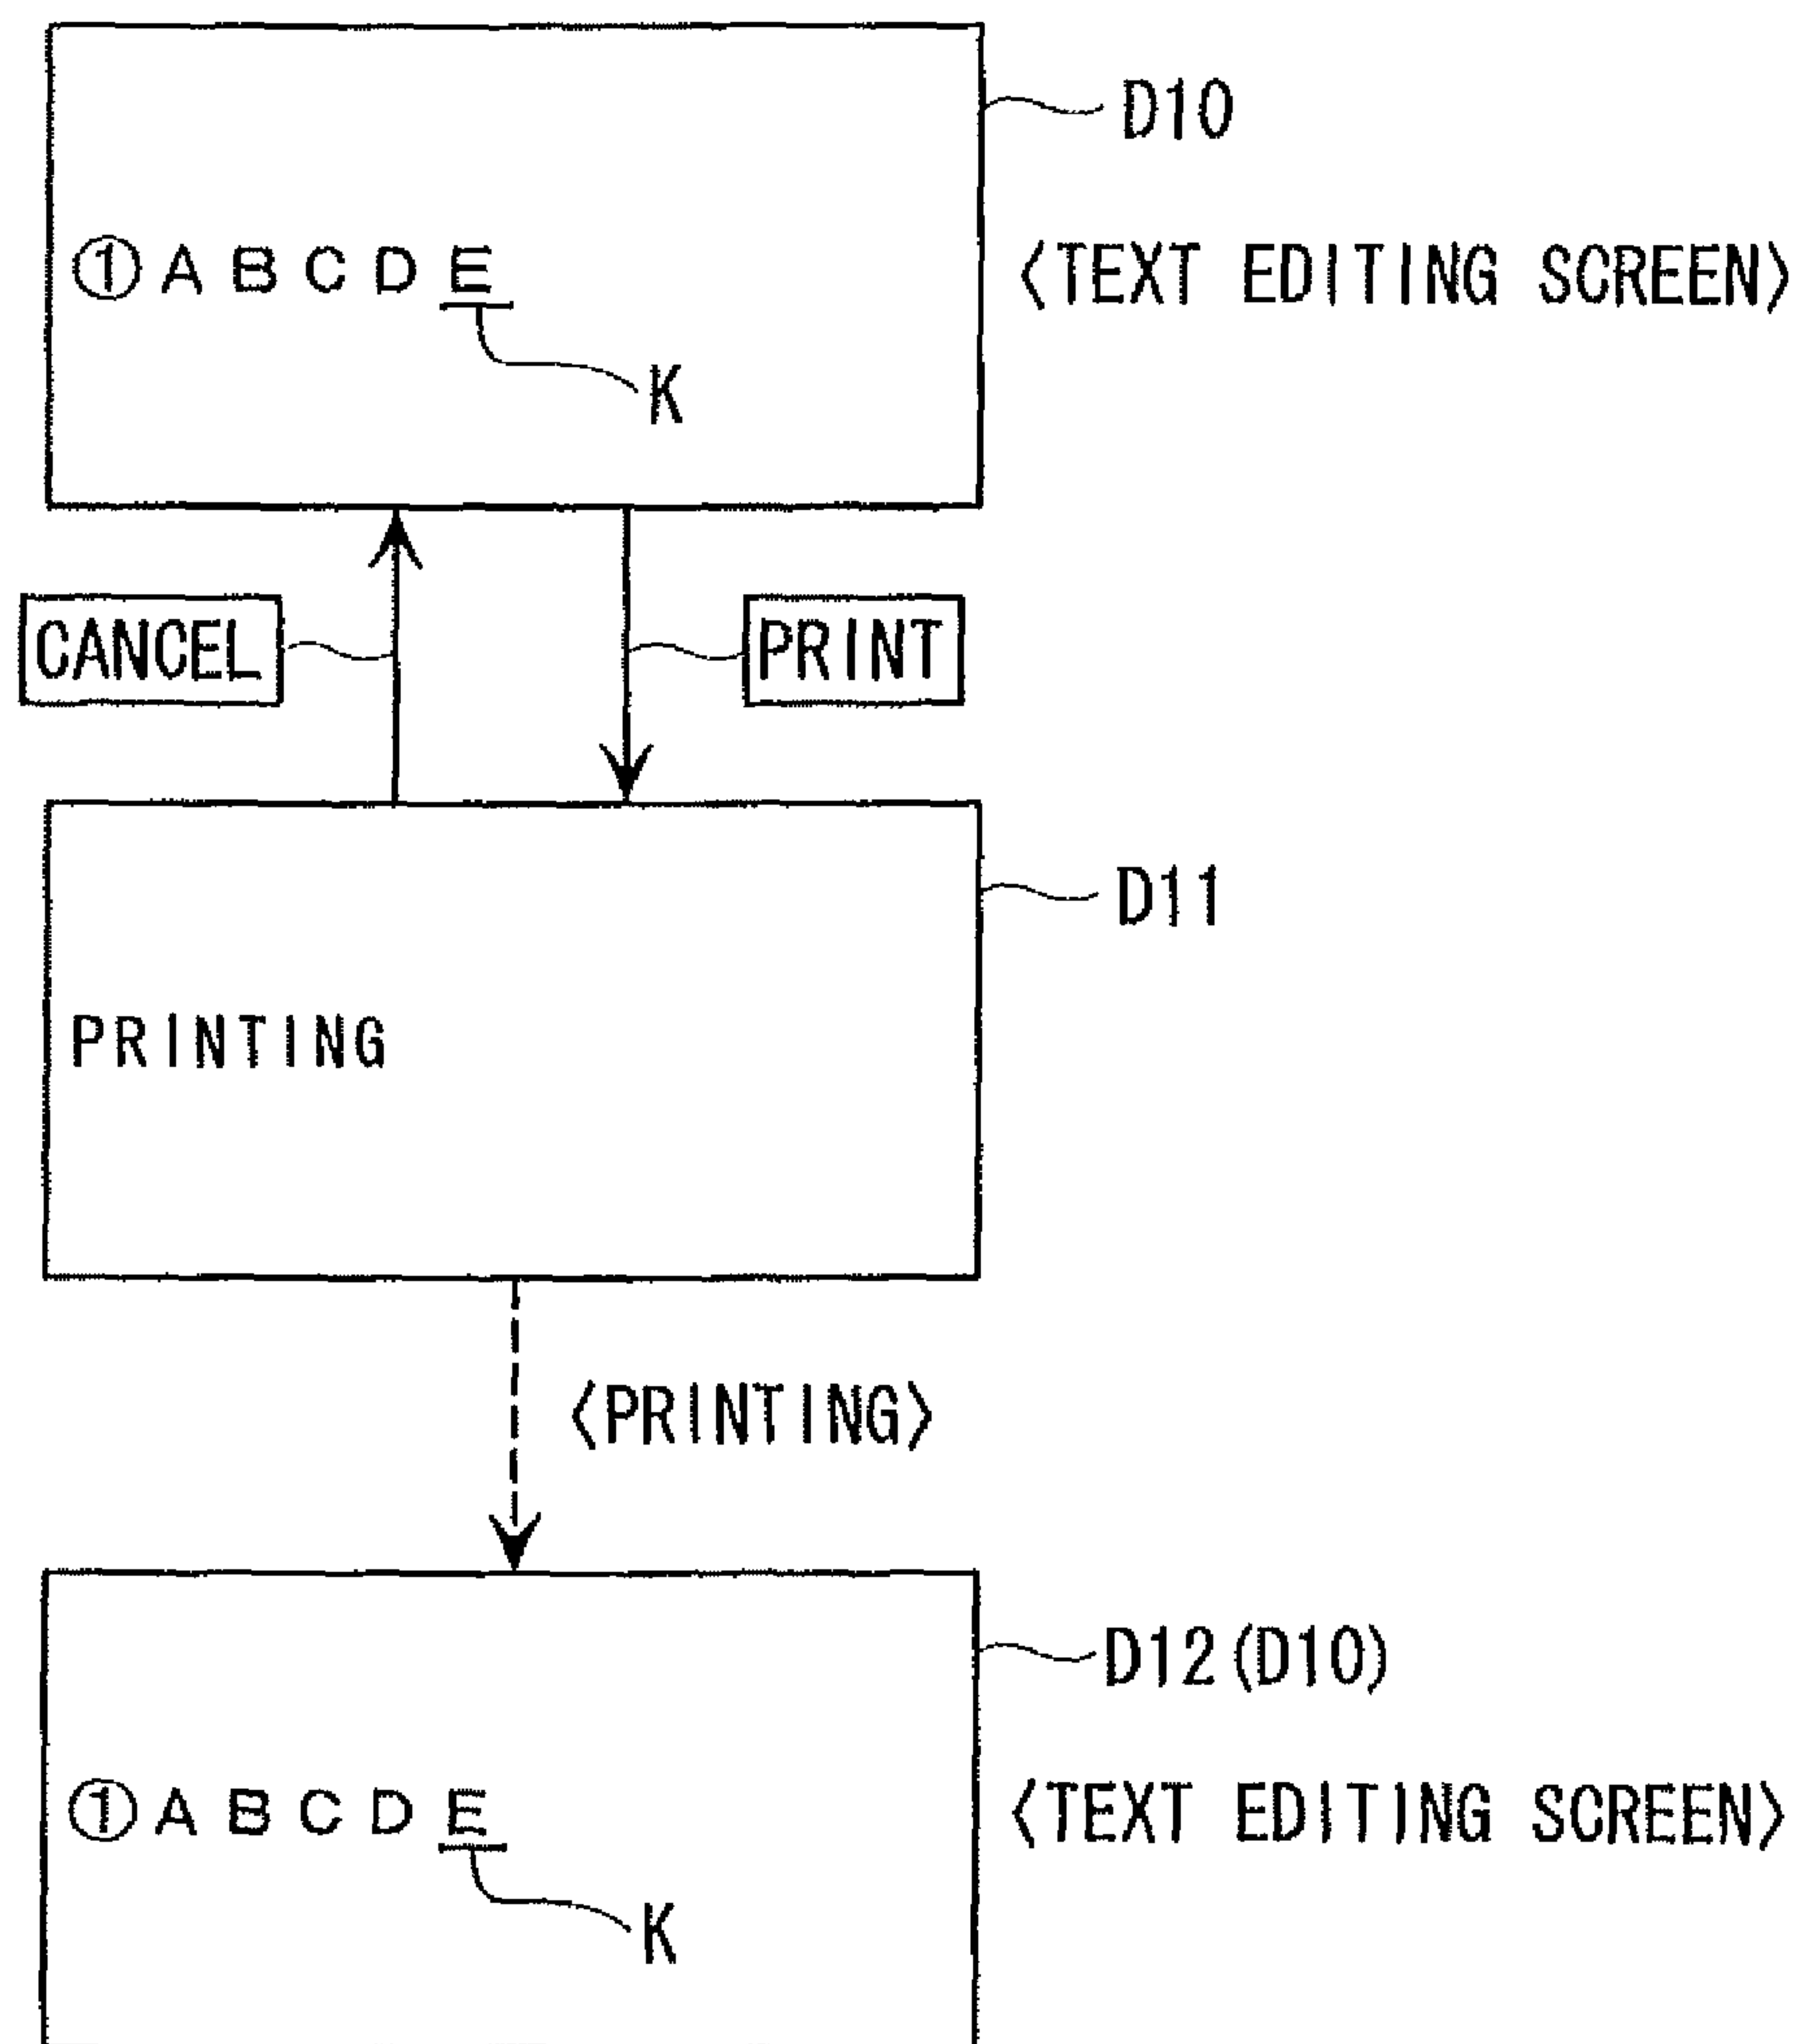 D10
①ABCDE
<TEXT EDITING SCREEN>
K
CANCEL
PRINT
D11
PRINTING
<PRINTING>
D12(D10)
①ABCDE
<TEXT EDITING SCREEN>
K